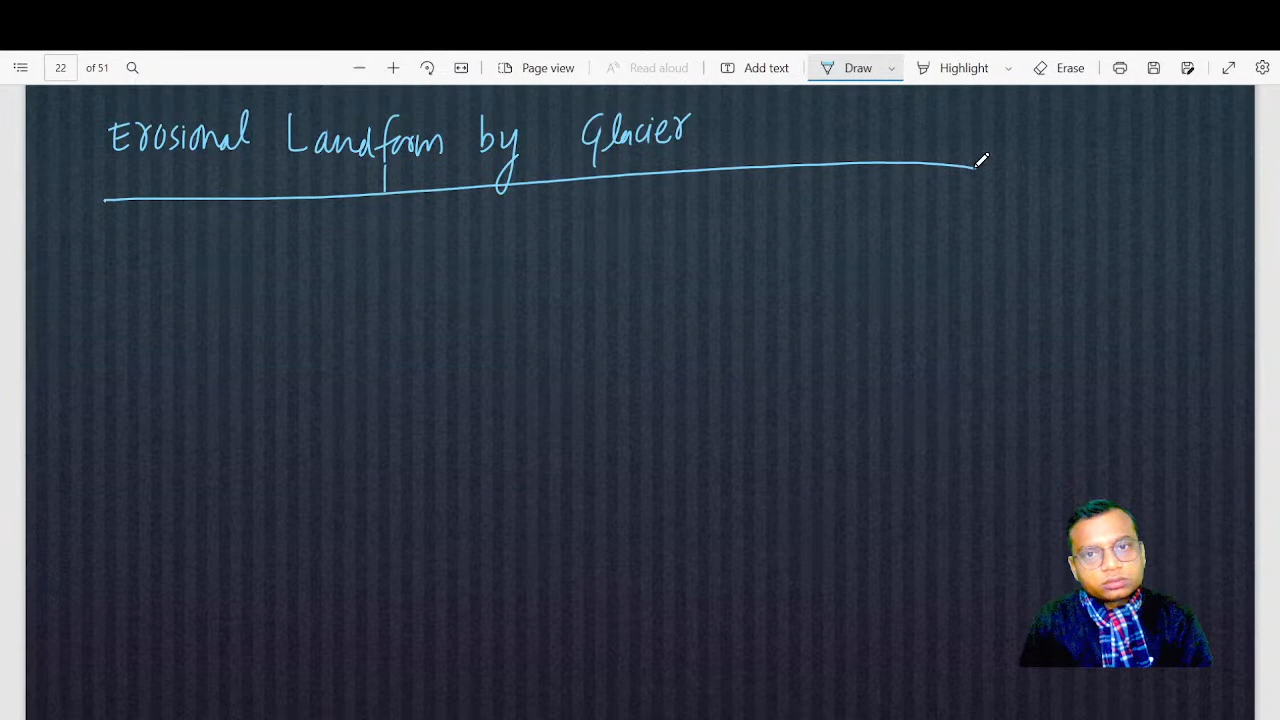 22 of 51 Page view Read aloud Add text Draw Highlight Erase
Erosional Landform by Glacier